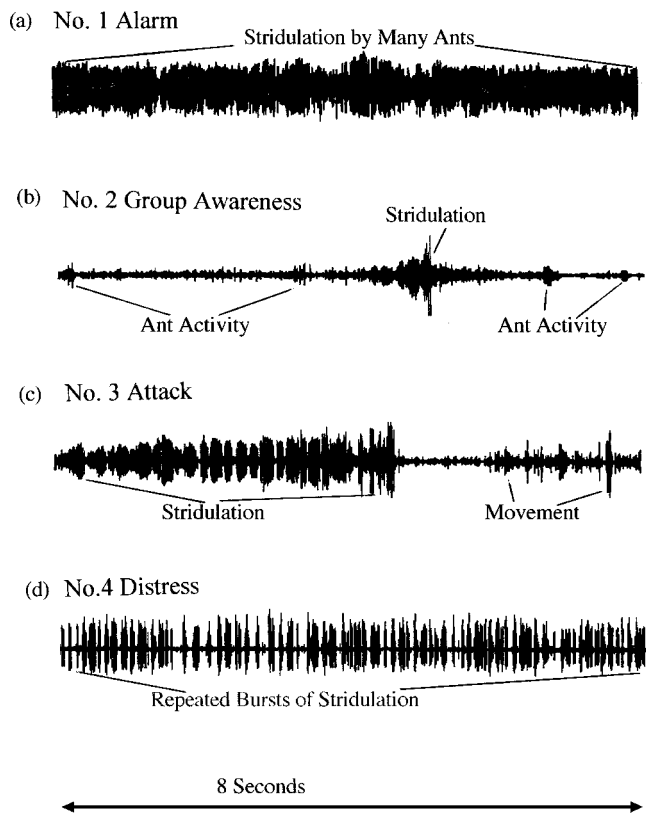 (a) No. 1 Alarm
Stridulation by Many Ants
(b) No. 2 Group Awareness
Stridulation
Ant Activity
Ant Activity
(c) No. 3 Attack
Stridulation
Movement
(d) No.4 Distress
Repeated Bursts of Stridulation
8 Seconds